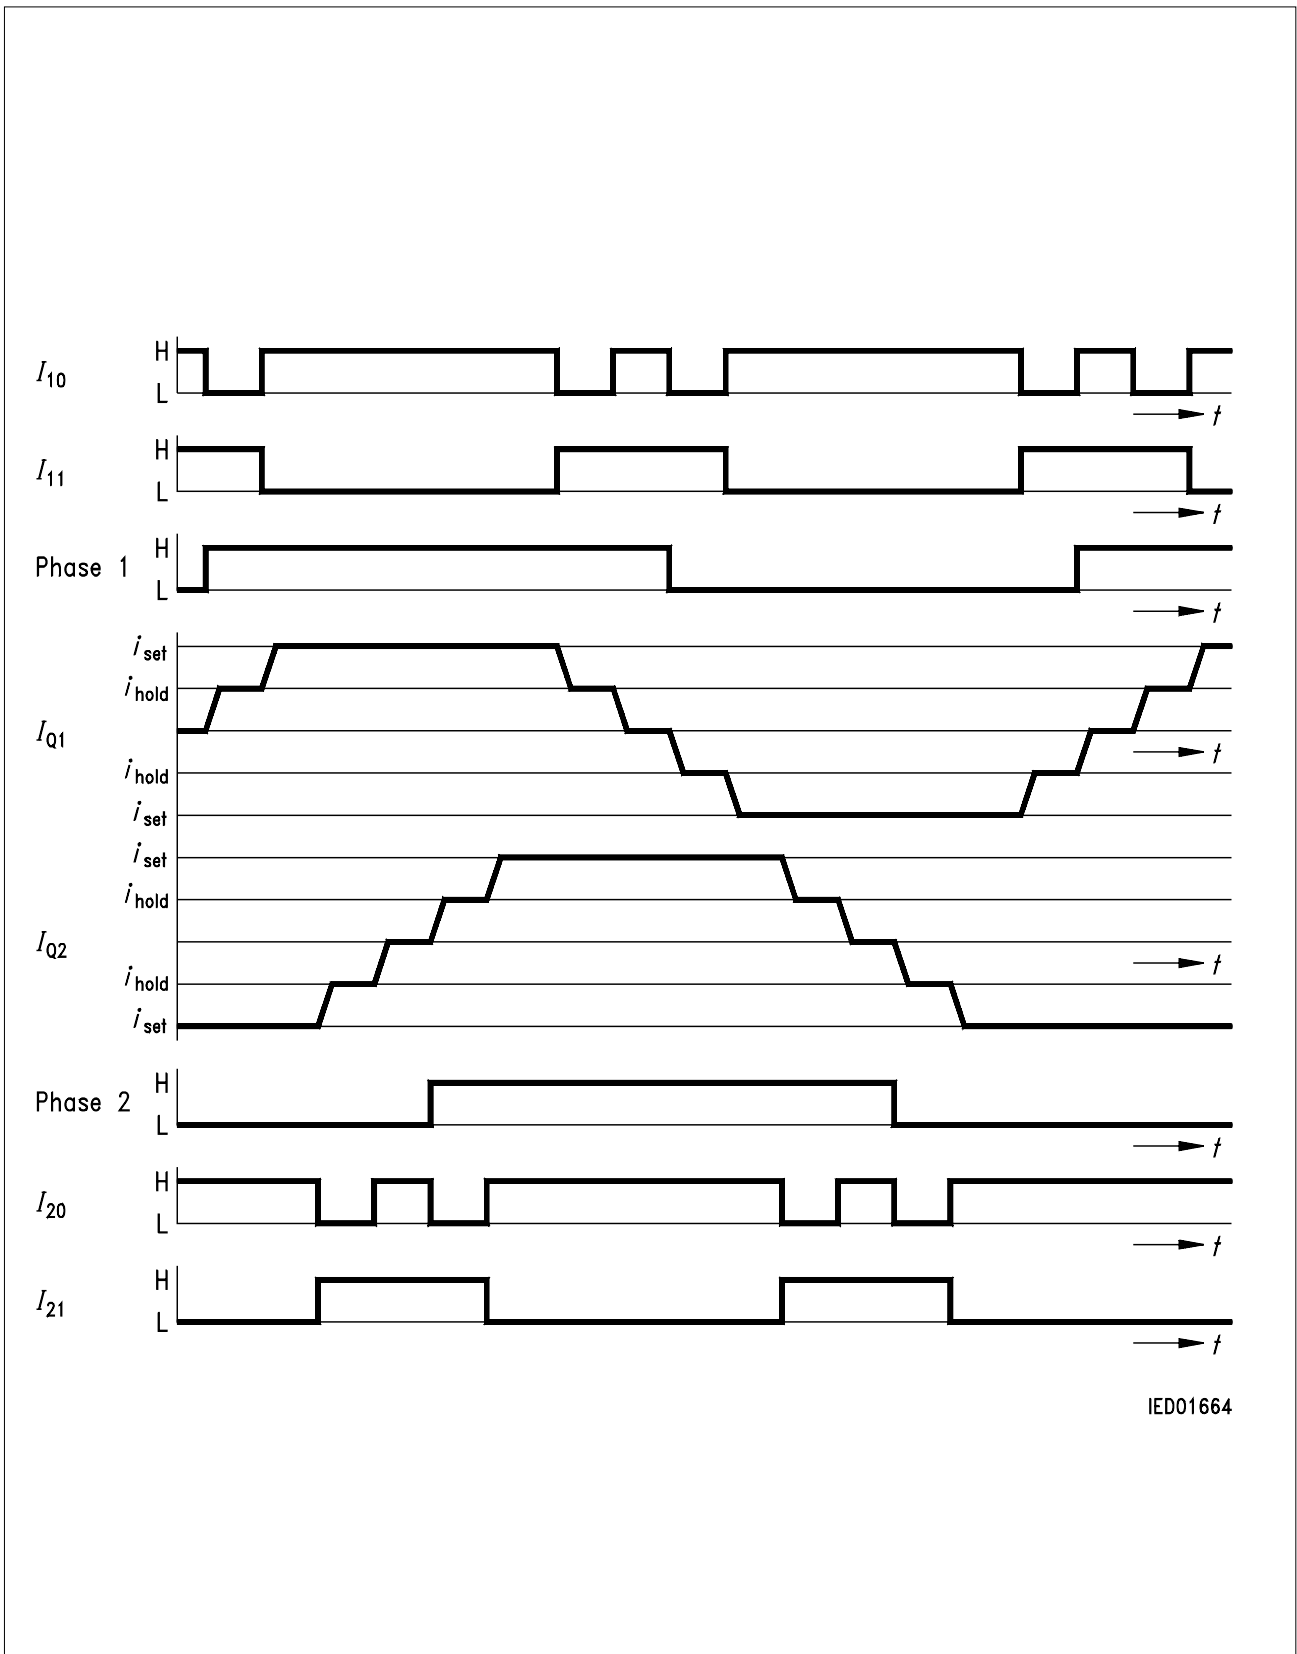 H
I10
L
t
H
I11
L
t
H
Phase 1
L
t
i set
i hold
IQ1
t
i hold
i set
i set
i hold
IQ2
t
i hold
i set
H
Phase 2
L
t
H
I20
L
t
H
I21
L
t
IED01664